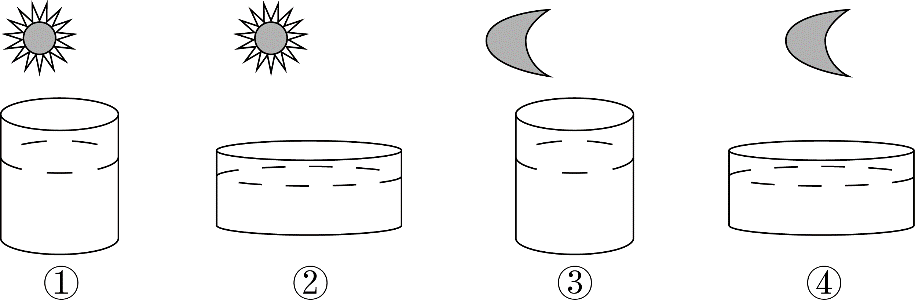 ① ② ③ ④